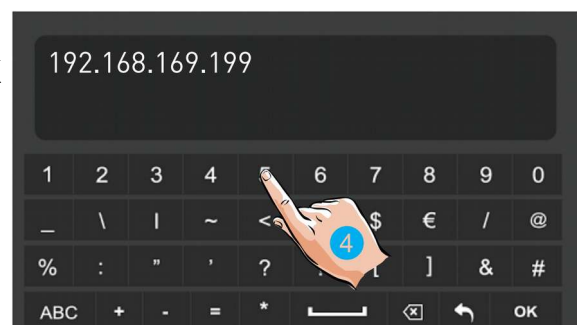 192.168.169.199
1 2 3 4 5 6 7 8 9 0
_ \ | ~ < $ € / @
% : " ' ? [ ] & #
4
ABC + - = * OK